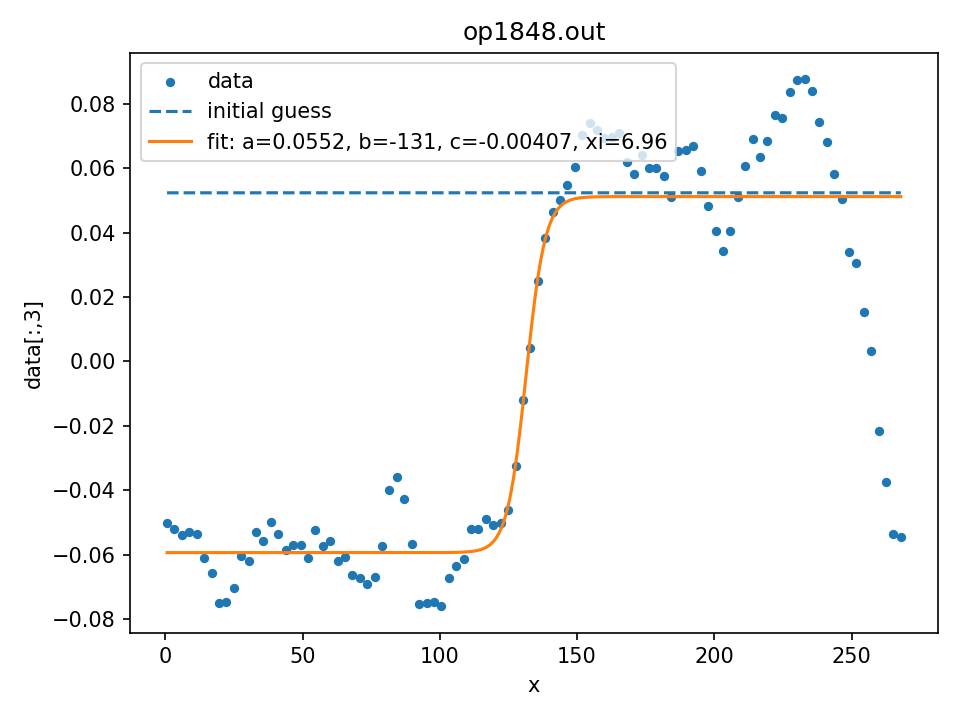 op1848.out
data
initial guess
fit: a=0.0552, b=-131, c=-0.00407, xi=6.96
0.08
0.06
0.04
0.02
0.00
−0.02
−0.04
−0.06
−0.08
data[:,3]
0 50 100 150 200 250
x